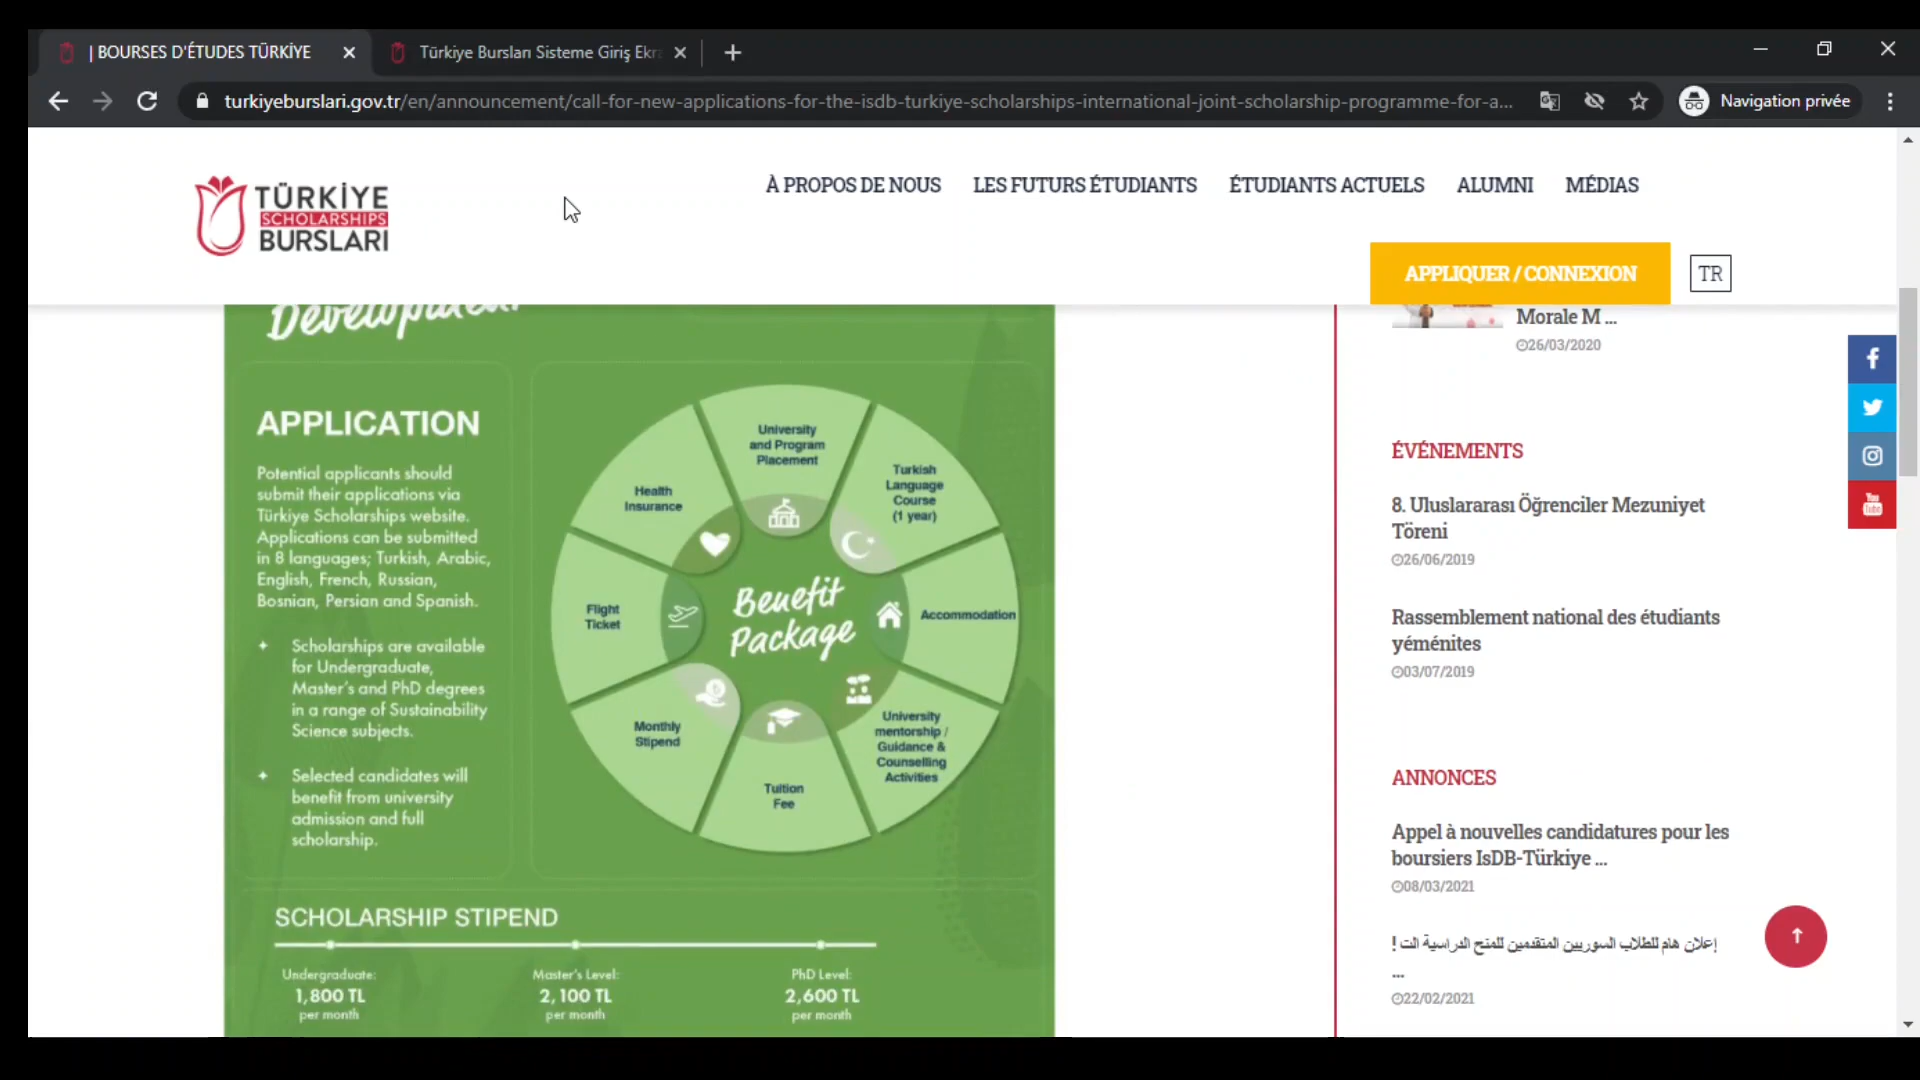 | BOURSES D'ÉTUDES TÜRKİYE
Türkiye Bursları Sisteme Giriş Ekra
turkiyeburslari.gov.tr/en/announcement/call-for-new-applications-for-the-isdb-turkiye-scholarships-international-joint-scholarship-programme-for-a...
Navigation privée
TÜRKİYE
SCHOLARSHIPS
BURSLARI
À PROPOS DE NOUS
LES FUTURS ÉTUDIANTS
ÉTUDIANTS ACTUELS
ALUMNI
MÉDIAS
APPLIQUER / CONNEXION
TR
Development
APPLICATION
Potential applicants should
submit their applications via
Türkiye Scholarships website.
Applications can be submitted
in 8 languages; Turkish, Arabic,
English, French, Russian,
Bosnian, Persian and Spanish.
Scholarships are available
for Undergraduate,
Master's and PhD degrees
in a range of Sustainability
Science subjects.
Selected candidates will
benefit from university
admission and full
scholarship.
University
and Program
Placement
Turkish
Language
Course
(1 year)
Health
Insurance
Flight
Ticket
Benefit
Package
Accommodation
Monthly
Stipend
University
mentorship /
Guidance &
Counselling
Activities
Tuition
Fee
SCHOLARSHIP STIPEND
Undergraduate:
1,800 TL
per month
Master's Level:
2,100 TL
per month
PhD Level:
2,600 TL
per month
Morale M ...
26/03/2020
ÉVÉNEMENTS
8. Uluslararası Öğrenciler Mezuniyet
Töreni
26/06/2019
Rassemblement national des étudiants
yéménites
03/07/2019
ANNONCES
Appel à nouvelles candidatures pour les
boursiers IsDB-Türkiye ...
08/03/2021
إعلان هام للطلاب السوريين المتقدمين للمنح الدراسية الت !
...
22/02/2021
You
Tube